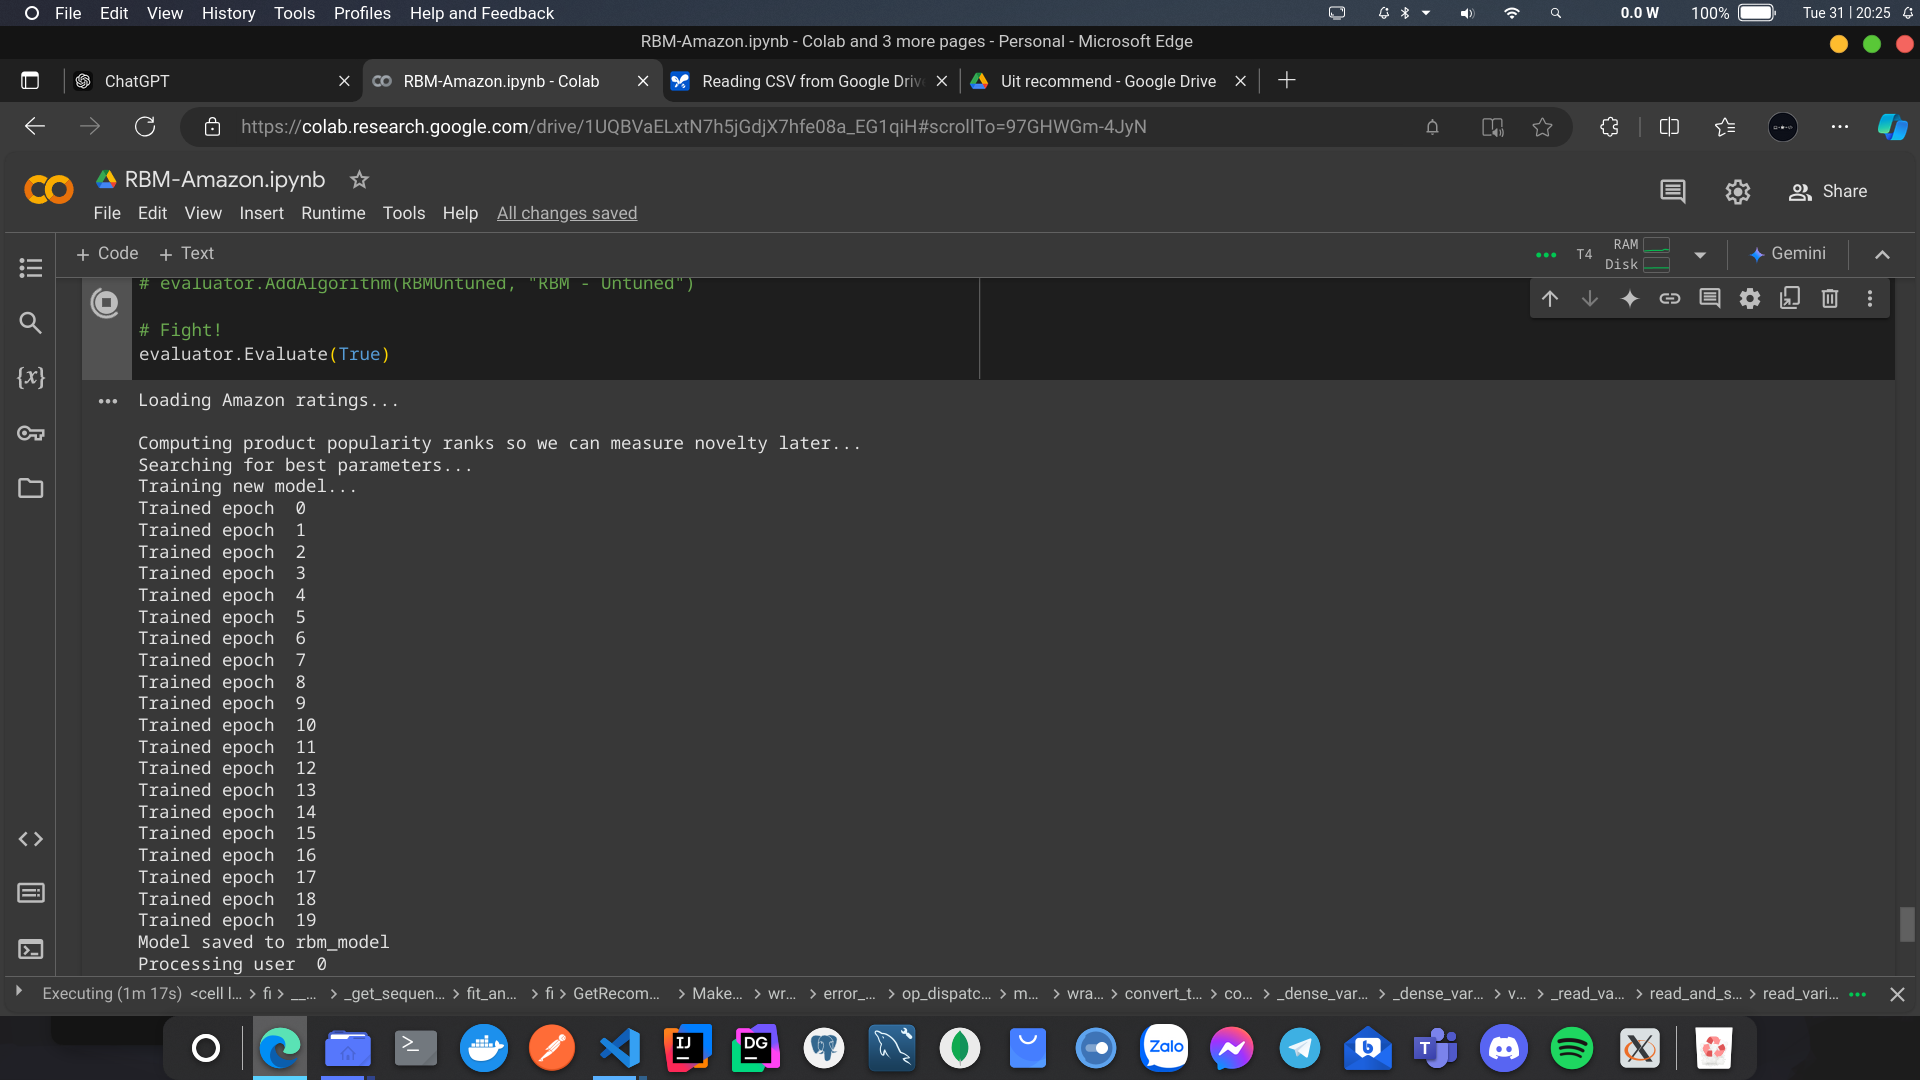 File Edit View History Tools Profiles Help and Feedback 0.0 W 100% Tue 31 | 20:25
RBM-Amazon.ipynb - Colab and 3 more pages - Personal - Microsoft Edge
ChatGPT RBM-Amazon.ipynb - Colab Reading CSV from Google Driv Uit recommend - Google Drive
https://colab.research.google.com/drive/1UQBVaELxtN7h5jGdjX7hfe08a_EG1qiH#scrollTo=97GHWGm-4JyN
RBM-Amazon.ipynb
File Edit View Insert Runtime Tools Help All changes saved Share
+ Code + Text T4 RAM Disk Gemini
# evaluator.AddAlgorithm(RBMUntuned, "RBM - Untuned")
# Fight!
evaluator.Evaluate(True)
Loading Amazon ratings...
Computing product popularity ranks so we can measure novelty later...
Searching for best parameters...
Training new model...
Trained epoch  0
Trained epoch  1
Trained epoch  2
Trained epoch  3
Trained epoch  4
Trained epoch  5
Trained epoch  6
Trained epoch  7
Trained epoch  8
Trained epoch  9
Trained epoch  10
Trained epoch  11
Trained epoch  12
Trained epoch  13
Trained epoch  14
Trained epoch  15
Trained epoch  16
Trained epoch  17
Trained epoch  18
Trained epoch  19
Model saved to rbm_model
Processing user  0
Executing (1m 17s) <cell l... > fi > __... > _get_sequen... > fit_an... > fi > GetRecom... > Make... > wr... > error_... > op_dispatc... > m... > wra... > convert_t... > co... > _dense_var... > _dense_var... > v... > _read_va... > read_and_s... > read_vari...
IJ DG Zalo